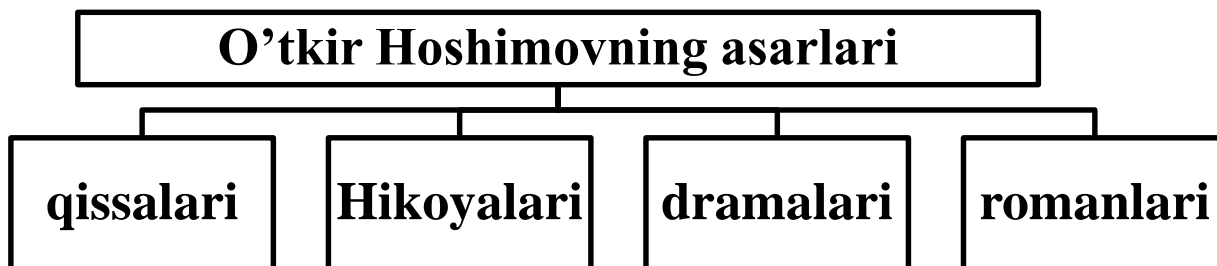 O’tkir Hoshimovning asarlari
qissalari
Hikoyalari
dramalari
romanlari